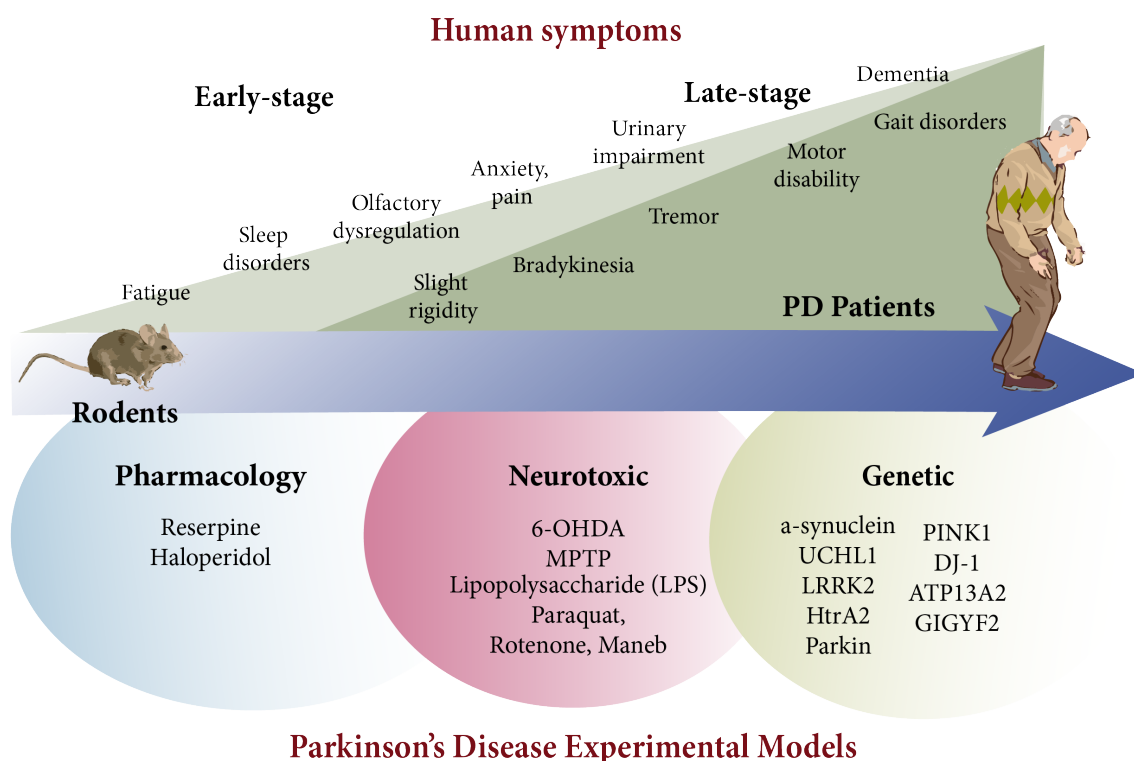 Human symptoms
Early-stage
Late-stage
Dementia
Gait disorders
Urinary
impairment
Motor
disability
Anxiety,
pain
Olfactory
dysregulation
Tremor
Sleep
disorders
Bradykinesia
Slight
rigidity
Fatigue
PD Patients
Rodents
Pharmacology
Reserpine
Haloperidol
Neurotoxic
6-OHDA
MPTP
Lipopolysaccharide (LPS)
Paraquat,
Rotenone, Maneb
Genetic
a-synuclein
UCHL1
LRRK2
HtrA2
Parkin
PINK1
DJ-1
ATP13A2
GIGYF2
Parkinson’s Disease Experimental Models